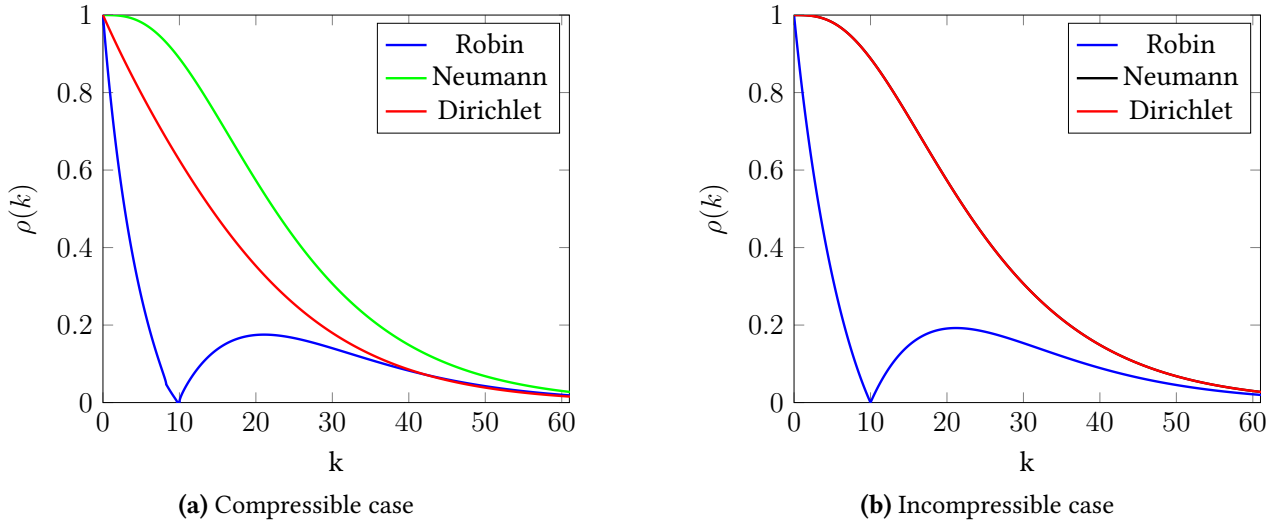 1
0.8
0.6
0.4
0.2
0
0 10 20 30 40 50 60
ρ(k)
k
Robin
Neumann
Dirichlet
(a) Compressible case
1
0.8
0.6
0.4
0.2
0
0 10 20 30 40 50 60
ρ(k)
k
Robin
Neumann
Dirichlet
(b) Incompressible case